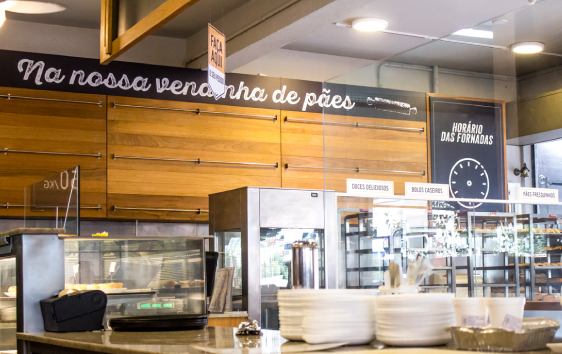 FAÇA
AQUI
Na nossa vendinha de pães
HORÁRIO
DAS FORNADAS
DOCES DELICIOSOS
BOLOS CASEIROS
PÃES FRESQUINHOS